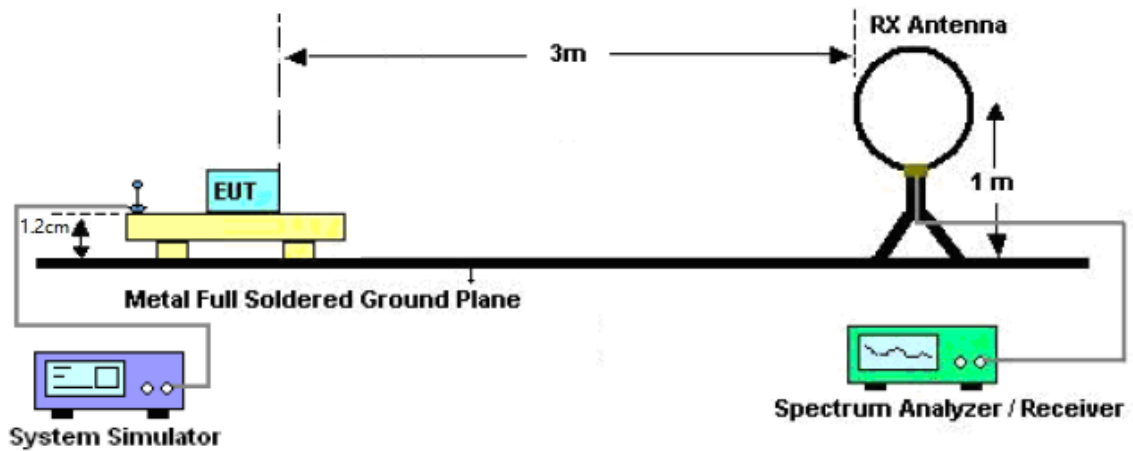 RX Antenna
3m
EUT
1 m
1.2cm
Metal Full Soldered Ground Plane
System Simulator
Spectrum Analyzer / Receiver